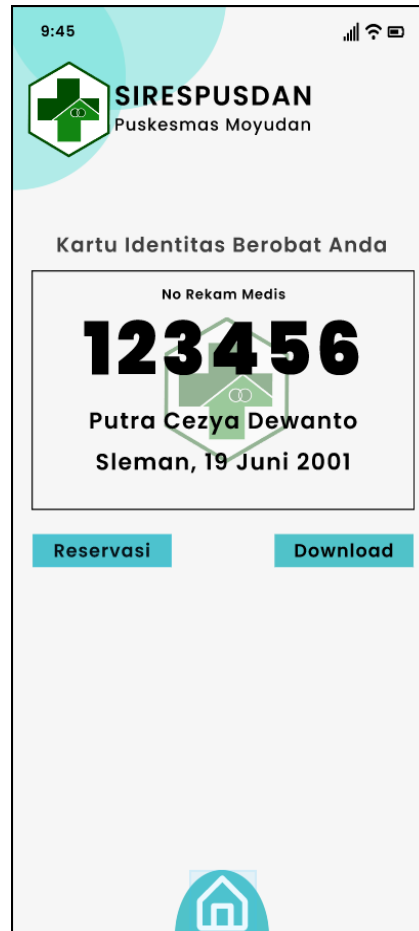 9:45
SIRESPUSDAN
Puskesmas Moyudan
Kartu Identitas Berobat Anda
No Rekam Medis
123456
Putra Cezya Dewanto
Sleman, 19 Juni 2001
Reservasi
Download